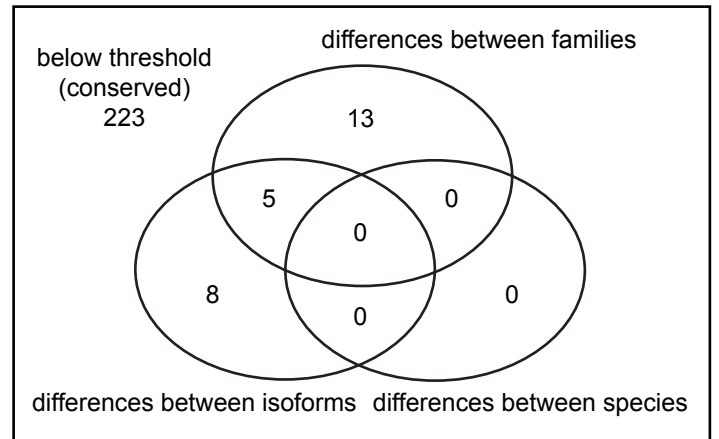 differences between families
below threshold
(conserved)
223
13
5
0
0
8
0
0
differences between isoforms
differences between species